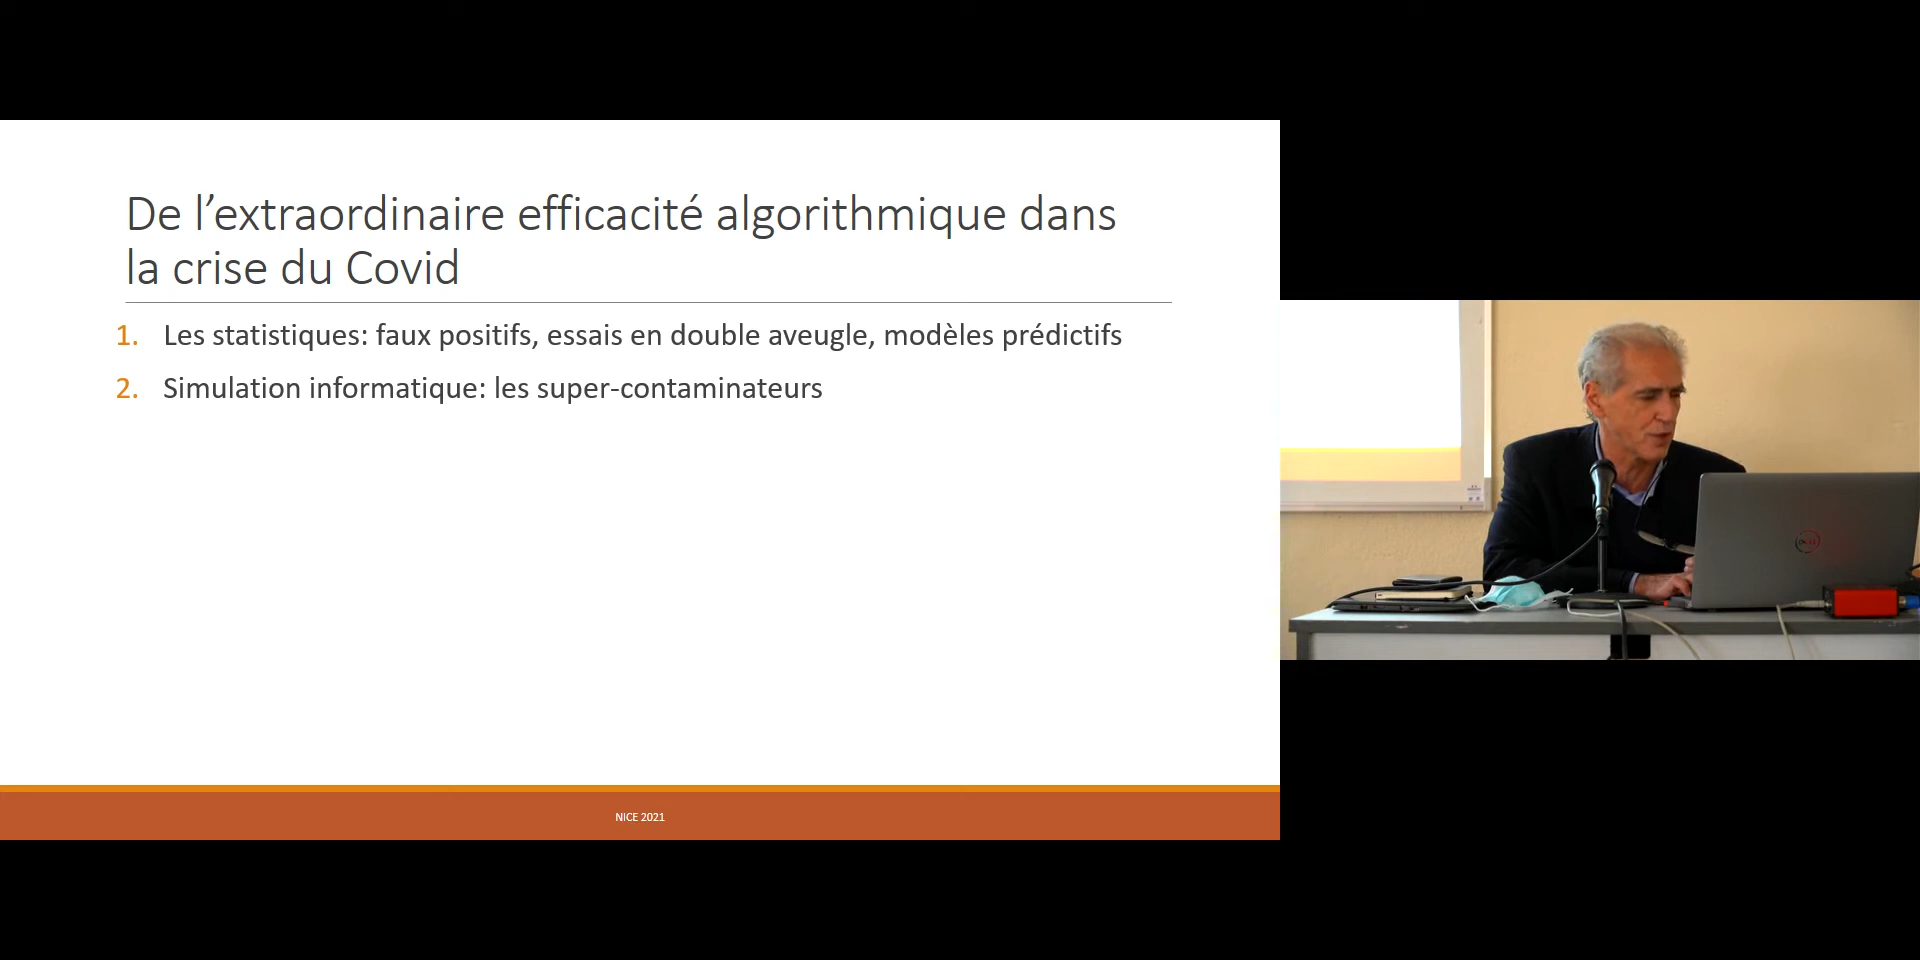 De l’extraordinaire efficacité algorithmique dans
la crise du Covid
1. Les statistiques: faux positifs, essais en double aveugle, modèles prédictifs
2. Simulation informatique: les super-contaminateurs
NICE 2021
DELL